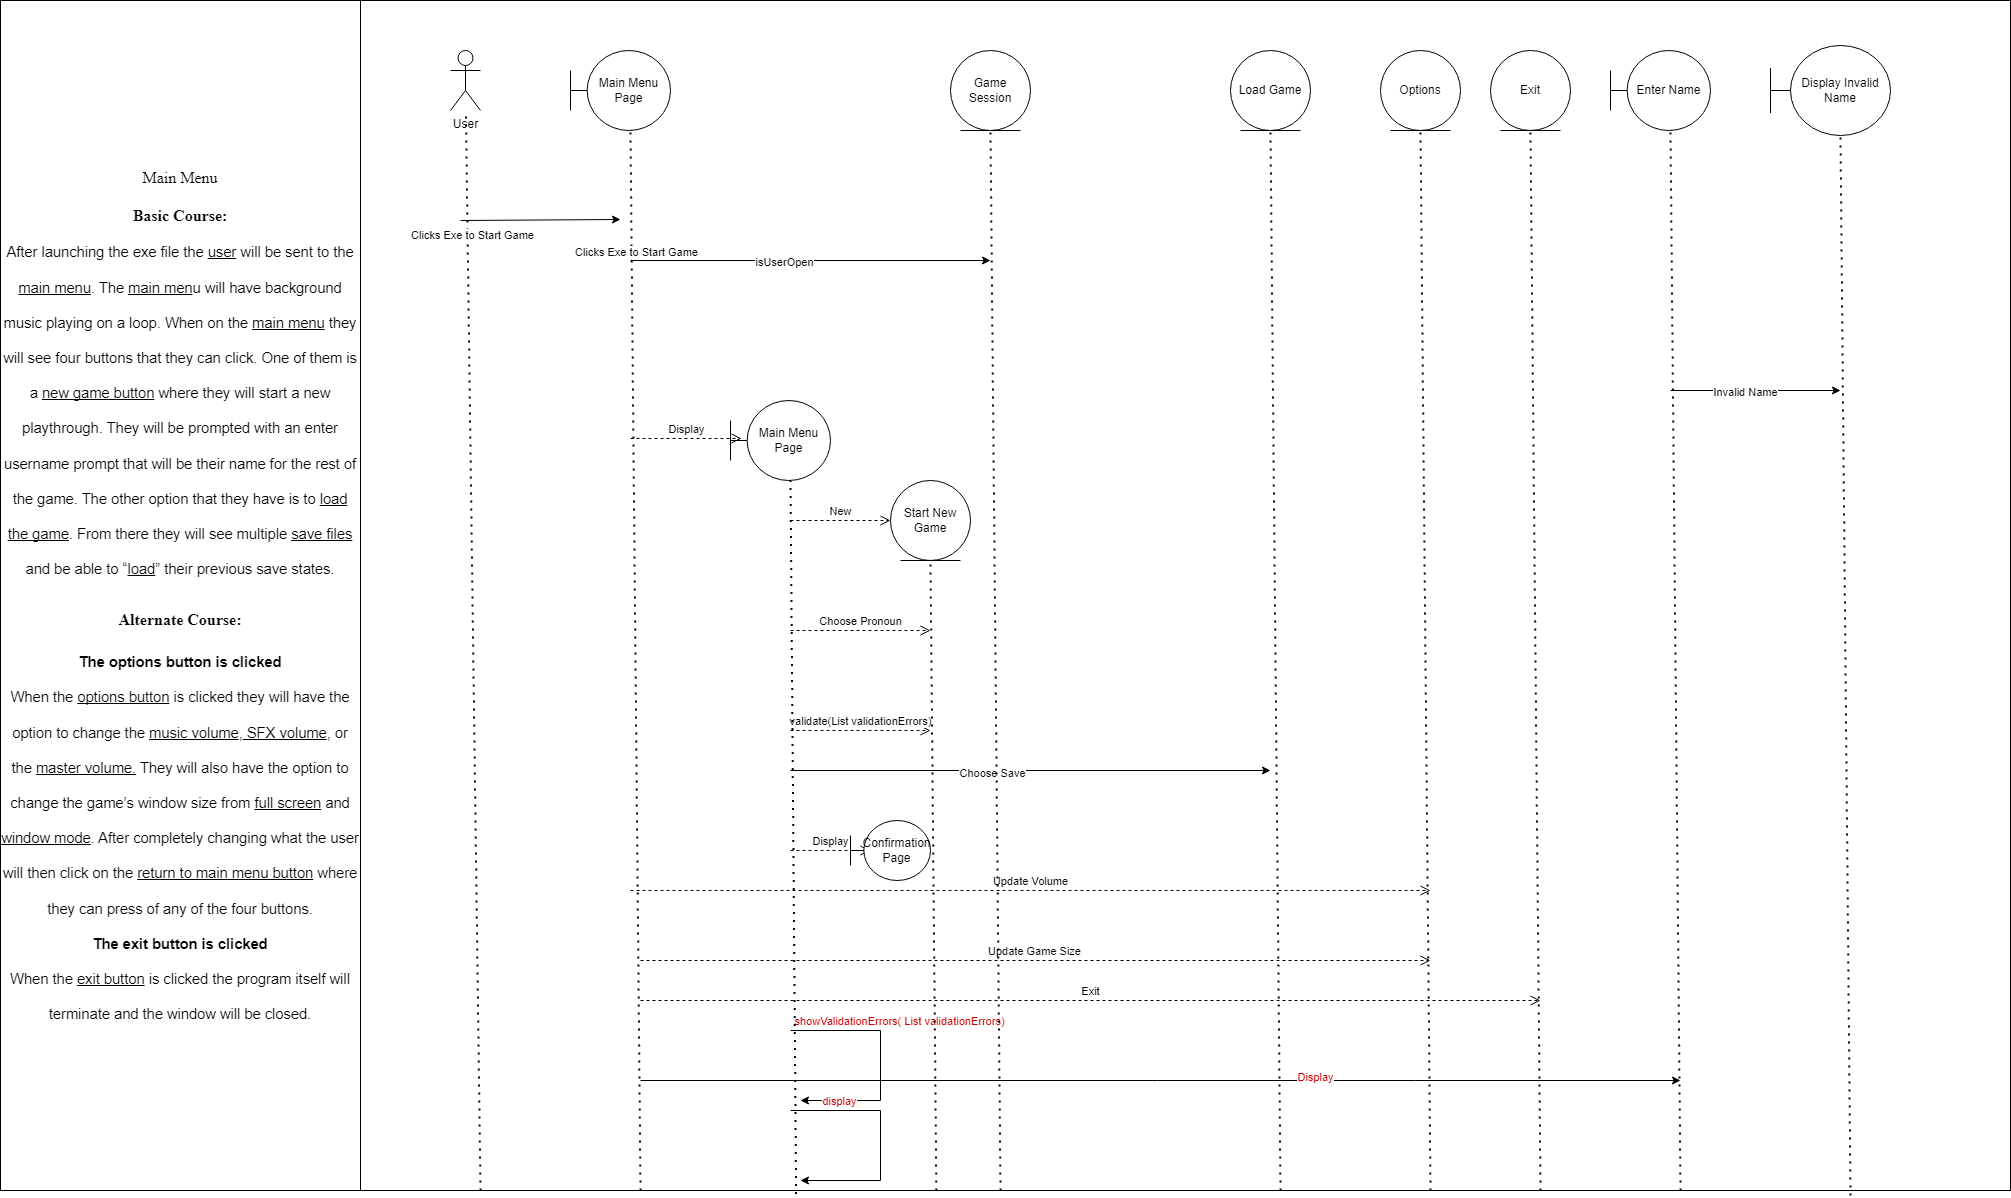 Main Menu
Basic Course:
After launching the exe file the user will be sent to the
main menu. The main menu will have background
music playing on a loop. When on the main menu they
will see four buttons that they can click. One of them is
a new game button where they will start a new
playthrough. They will be prompted with an enter
username prompt that will be their name for the rest of
the game. The other option that they have is to load
the game. From there they will see multiple save files
and be able to “load” their previous save states.
Alternate Course:
The options button is clicked
When the options button is clicked they will have the
option to change the music volume, SFX volume, or
the master volume. They will also have the option to
change the game’s window size from full screen and
window mode. After completely changing what the user
will then click on the return to main menu button where
they can press of any of the four buttons.
The exit button is clicked
When the exit button is clicked the program itself will
terminate and the window will be closed.
User
Main Menu
Page
Game
Session
Load Game
Options
Exit
Enter Name
Display Invalid
Name
Clicks Exe to Start Game
Clicks Exe to Start Game
isUserOpen
Invalid Name
Display
Main Menu
Page
New
Start New
Game
Choose Pronoun
validate(List validationErrors)
Choose Save
Display
Confirmation
Page
Update Volume
Update Game Size
Exit
showValidationErrors( List validationErrors)
Display
display